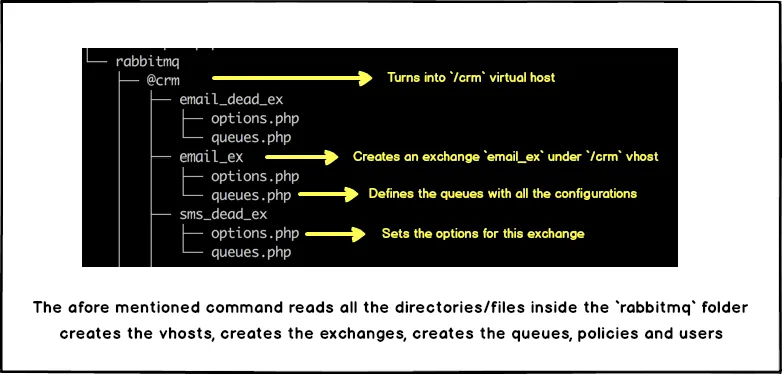 rabbitmq
@crm
Turns into `/crm` virtual host
email_dead_ex
options.php
queues.php
email_ex
Creates an exchange `email_ex` under `/crm` vhost
options.php
queues.php
Defines the queues with all the configurations
sms_dead_ex
options.php
Sets the options for this exchange
queues.php
The afore mentioned command reads all the directories/files inside the `rabbitmq` folder
creates the vhosts, creates the exchanges, creates the queues, policies and users